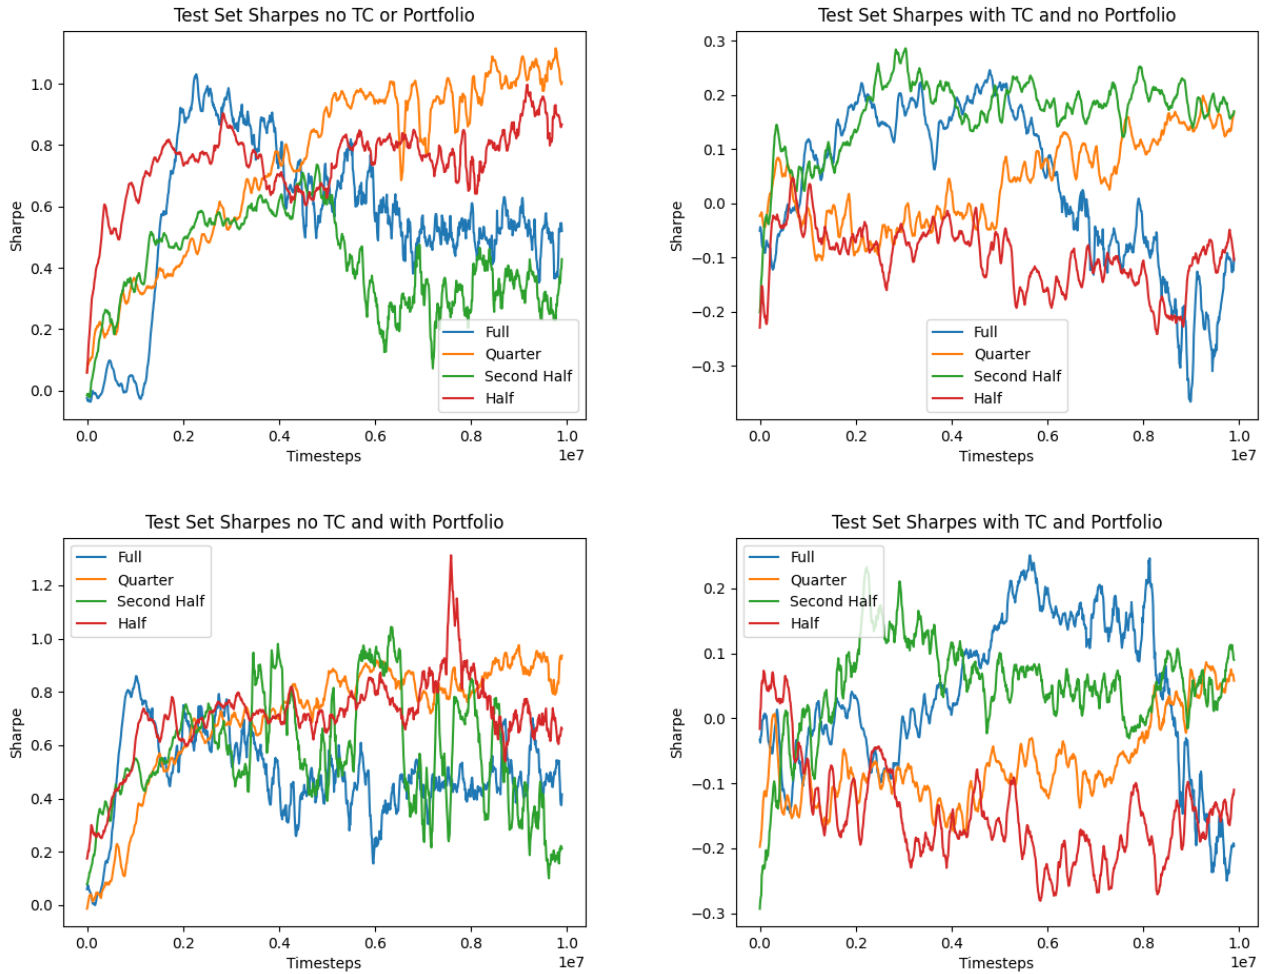 Test Set Sharpes no TC or Portfolio
Sharpe
1.0
0.8
0.6
0.4
0.2
0.0
Full
Quarter
Second Half
Half
0.0 0.2 0.4 0.6 0.8 1.0
1e7
Timesteps
Test Set Sharpes with TC and no Portfolio
Sharpe
0.3
0.2
0.1
0.0
−0.1
−0.2
−0.3
Full
Quarter
Second Half
Half
0.0 0.2 0.4 0.6 0.8 1.0
1e7
Timesteps
Test Set Sharpes no TC and with Portfolio
Sharpe
Full
Quarter
Second Half
Half
1.2
1.0
0.8
0.6
0.4
0.2
0.0
0.0 0.2 0.4 0.6 0.8 1.0
1e7
Timesteps
Test Set Sharpes with TC and Portfolio
Sharpe
Full
Quarter
Second Half
Half
0.2
0.1
0.0
−0.1
−0.2
−0.3
0.0 0.2 0.4 0.6 0.8 1.0
1e7
Timesteps